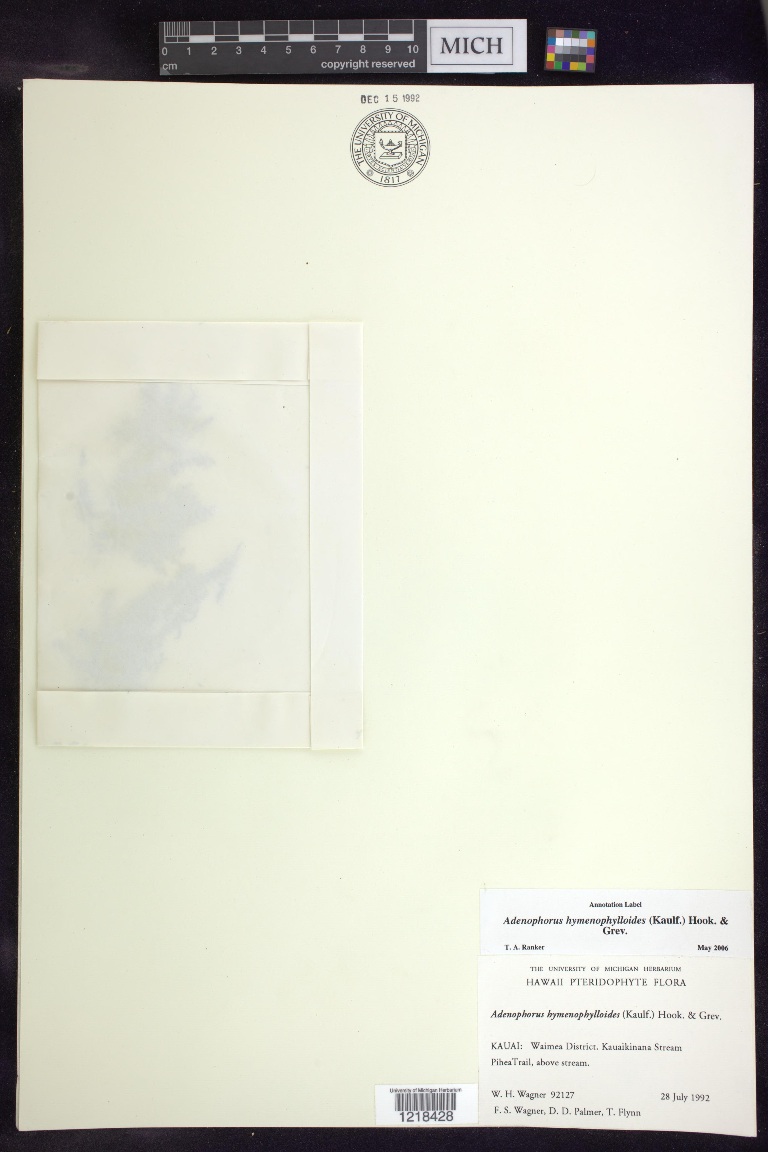 0 1 2 3 4 5 6 7 8 9 10
cm
copyright reserved
MICH
DEC 15 1992
THE UNIVERSITY OF MICHIGAN
1817
Annotation Label
Adenophorus hymenophylloides (Kaulf.) Hook. &
Grev.
T. A. Ranker May 2006
THE UNIVERSITY OF MICHIGAN HERBARIUM
HAWAII PTERIDOPHYTE FLORA
Adenophorus hymenophylloides (Kaulf.) Hook. & Grev.
KAUAI: Waimea District. Kauaikinana Stream
PiheaTrail, above stream.
W. H. Wagner 92127 28 July 1992
F. S. Wagner, D. D. Palmer, T. Flynn
University of Michigan Herbarium
1218428